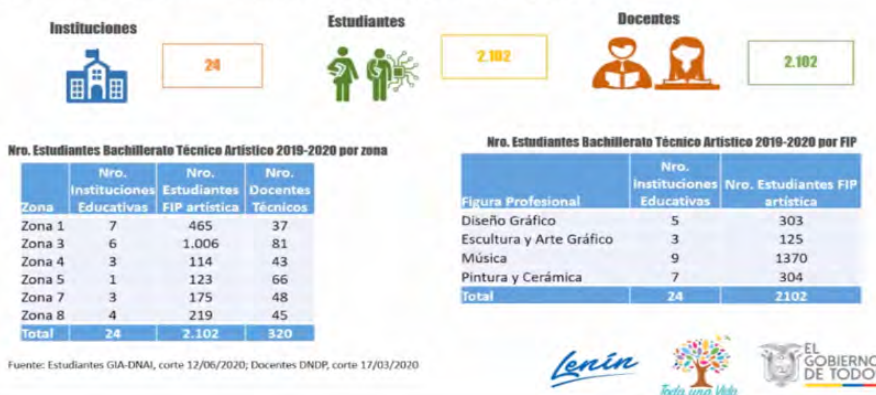 Instituciones
24
Estudiantes
2.102
Docentes
2.102
Nro. Estudiantes Bachillerato Técnico Artístico 2019-2020 por zona
Zona Nro. Instituciones Educativas Nro. Estudiantes FIP artística Nro. Docentes Técnicos
Zona 1 7 465 37
Zona 3 6 1.006 81
Zona 4 3 114 43
Zona 5 1 123 66
Zona 7 3 175 48
Zona 8 4 219 45
Total 24 2.102 320
Fuente: Estudiantes GIA-DNAI, corte 12/06/2020; Docentes DNDP, corte 17/03/2020
Nro. Estudiantes Bachillerato Técnico Artístico 2019-2020 por FIP
Figura Profesional Nro. Instituciones Educativas Nro. Estudiantes FIP artística
Diseño Gráfico 5 303
Escultura y Arte Gráfico 3 125
Música 9 1370
Pintura y Cerámica 7 304
Total 24 2102
Lenín
Toda una Vida
EL
GOBIERNO
DE TODO